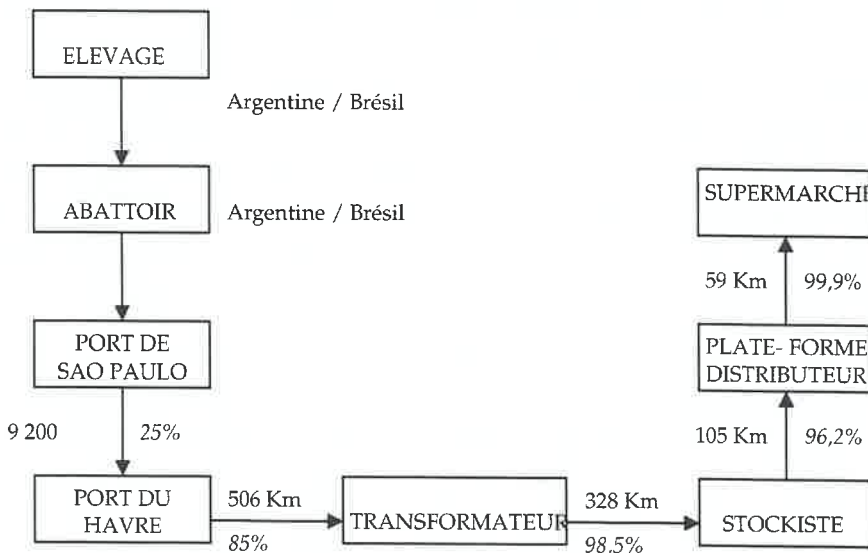 ELEVAGE
Argentine / Brésil
ABATTOIR
Argentine / Brésil
PORT DE
SAO PAULO
9 200
25%
PORT DU
HAVRE
506 Km
85%
TRANSFORMATEUR
328 Km
98.5%
STOCKISTE
105 Km
96,2%
PLATE- FORME
DISTRIBUTEUR
59 Km
99,9%
SUPERMARCHE